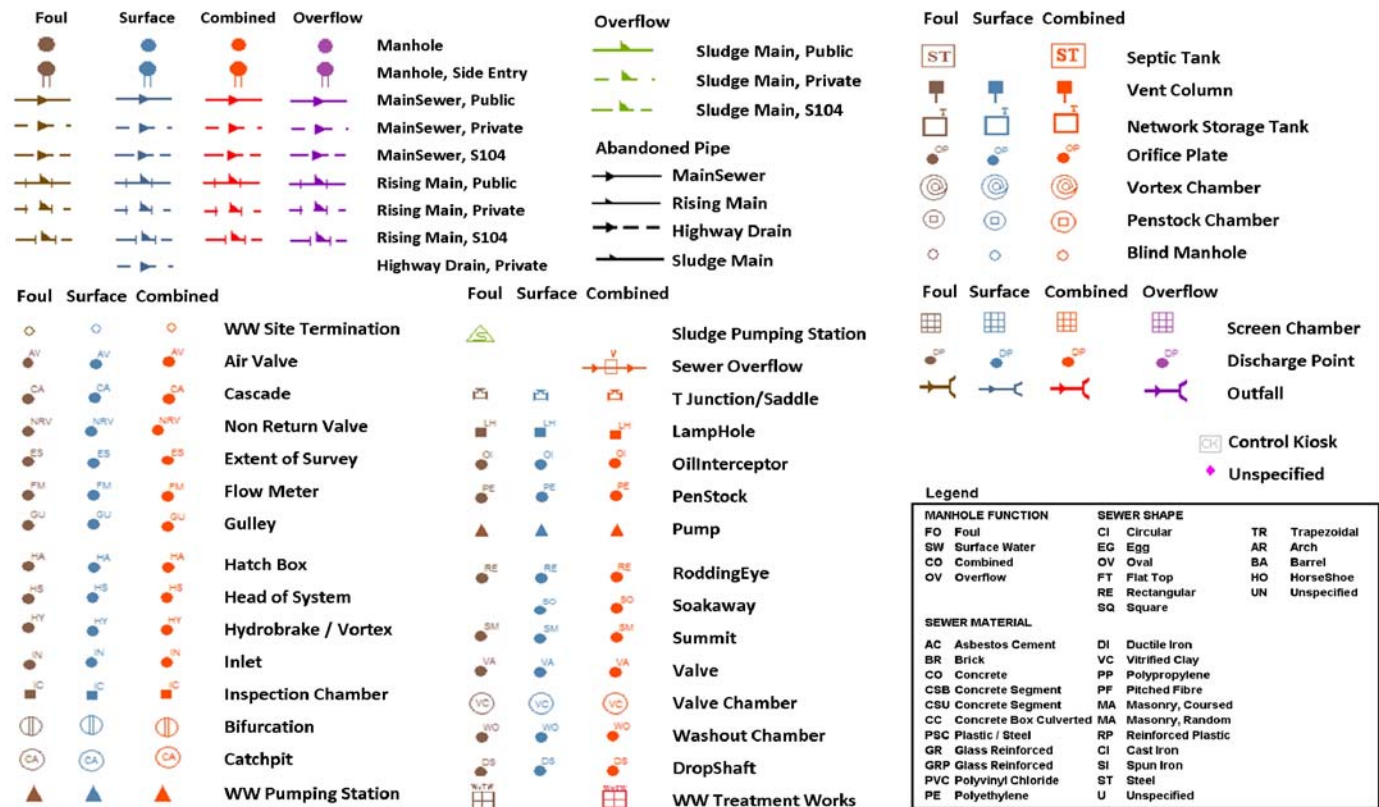 Foul Surface Combined Overflow
Manhole
Manhole, Side Entry
MainSewer, Public
MainSewer, Private
MainSewer, S104
Rising Main, Public
Rising Main, Private
Rising Main, S104
Highway Drain, Private
Overflow
Sludge Main, Public
Sludge Main, Private
Sludge Main, S104
Abandoned Pipe
MainSewer
Rising Main
Highway Drain
Sludge Main
Foul Surface Combined
ST ST Septic Tank
Vent Column
T T T Network Storage Tank
OP OP OP Orifice Plate
Vortex Chamber
Penstock Chamber
Blind Manhole
Foul Surface Combined Overflow
Screen Chamber
DP DP DP DP Discharge Point
Outfall
CK Control Kiosk
Unspecified
Foul Surface Combined
WW Site Termination
AV AV AV Air Valve
CA CA CA Cascade
NRV NRV NRV Non Return Valve
ES ES ES Extent of Survey
FM FM FM Flow Meter
GU GU GU Gulley
HA HA HA Hatch Box
HS HS HS Head of System
HY HY HY Hydrobrake / Vortex
IN IN IN Inlet
IC IC IC Inspection Chamber
Bifurcation
CA CA CA Catchpit
WW Pumping Station
Foul Surface Combined
S Sludge Pumping Station
V Sewer Overflow
T Junction/Saddle
LH LH LH LampHole
OI OI OI OilInterceptor
PE PE PE PenStock
Pump
RE RE RE RoddingEye
SO SO Soakaway
SM SM SM Summit
VA VA VA Valve
VC VC VC Valve Chamber
WO WO WO Washout Chamber
DS DS DS DropShaft
WwTW WwTW WW Treatment Works
Legend
MANHOLE FUNCTION SEWER SHAPE
FO Foul CI Circular TR Trapezoidal
SW Surface Water EG Egg AR Arch
CO Combined OV Oval BA Barrel
OV Overflow FT Flat Top HO HorseShoe
RE Rectangular UN Unspecified
SQ Square
SEWER MATERIAL
AC Asbestos Cement DI Ductile Iron
BR Brick VC Vitrified Clay
CO Concrete PP Polypropylene
CSB Concrete Segment PF Pitched Fibre
CSU Concrete Segment MA Masonry, Coursed
CC Concrete Box Culverted MA Masonry, Random
PSC Plastic / Steel RP Reinforced Plastic
GR Glass Reinforced CI Cast Iron
GRP Glass Reinforced SI Spun Iron
PVC Polyvinyl Chloride ST Steel
PE Polyethylene U Unspecified